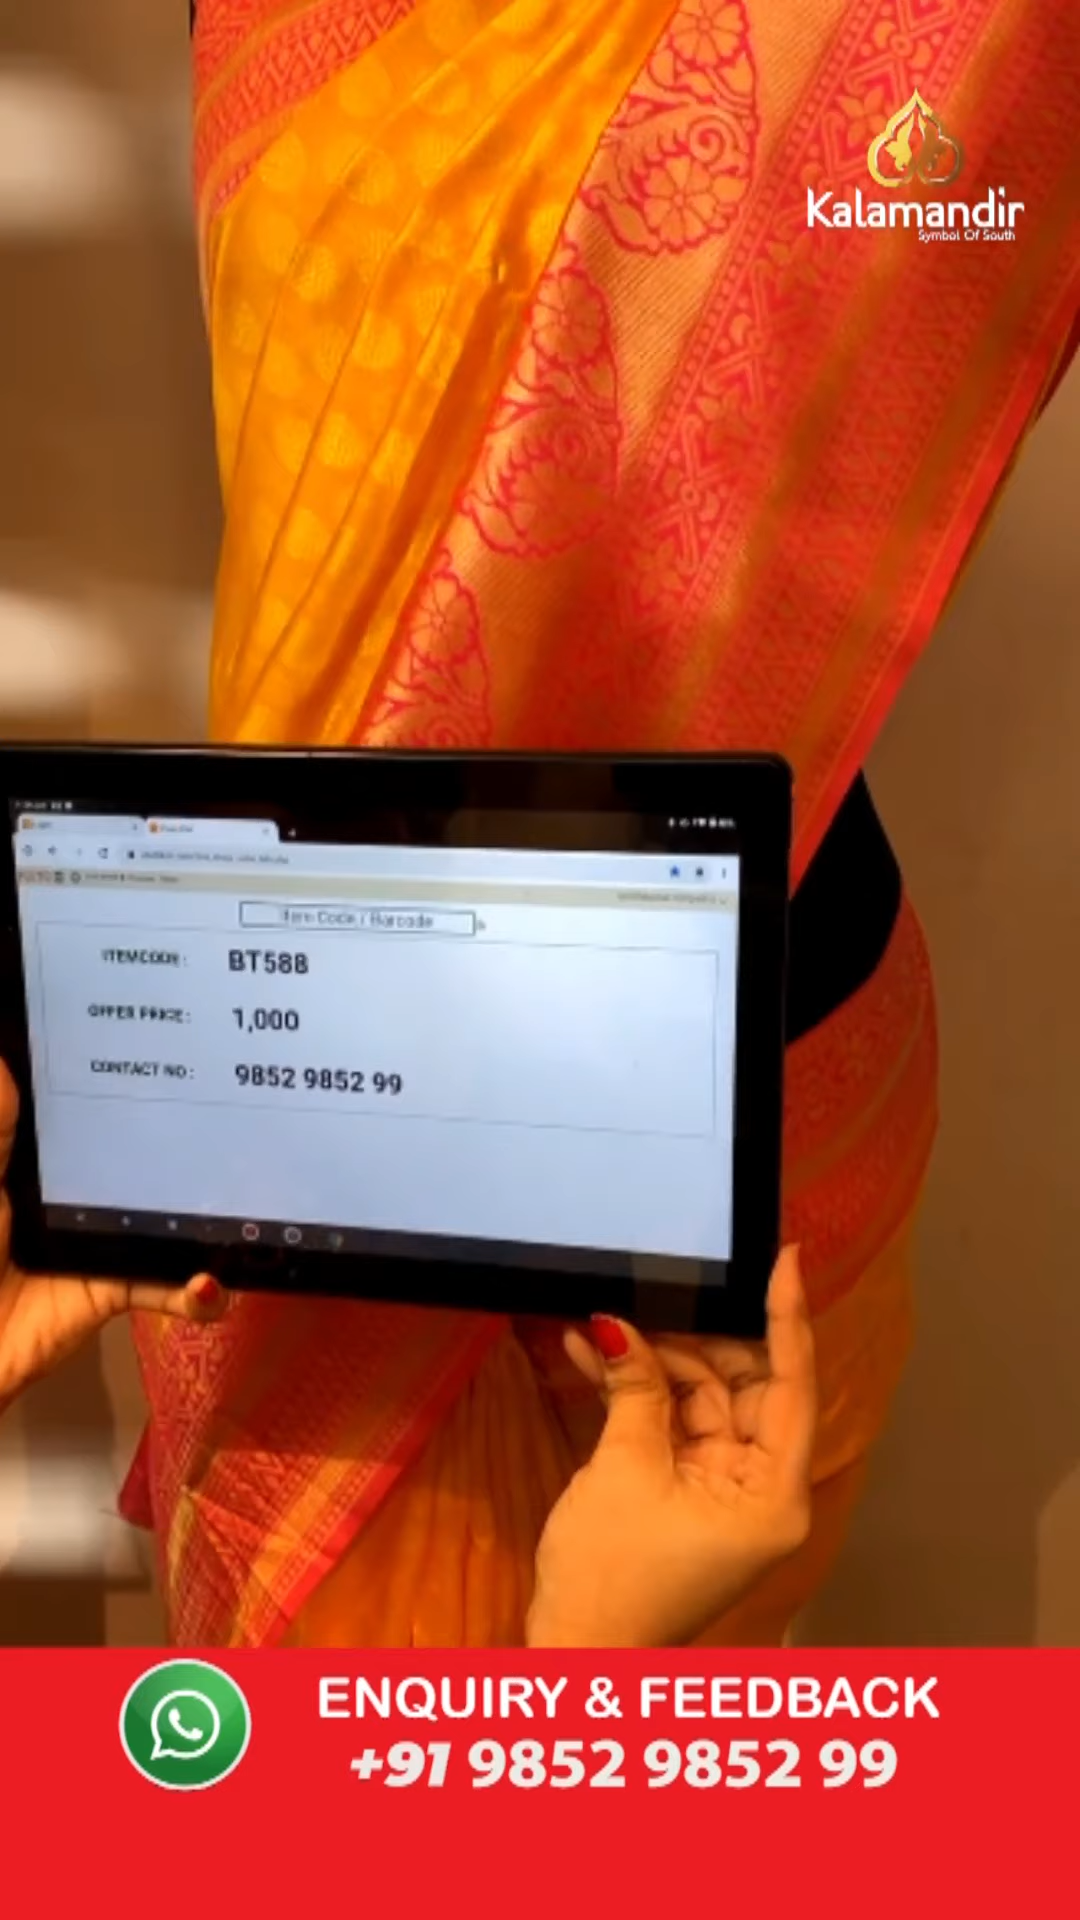 Kalamandir
Symbol Of South
Item Code / Barcode
ITEMCODE : BT588
OFFER PRICE : 1,000
CONTACT NO : 9852 9852 99
ENQUIRY & FEEDBACK
+91 9852 9852 99